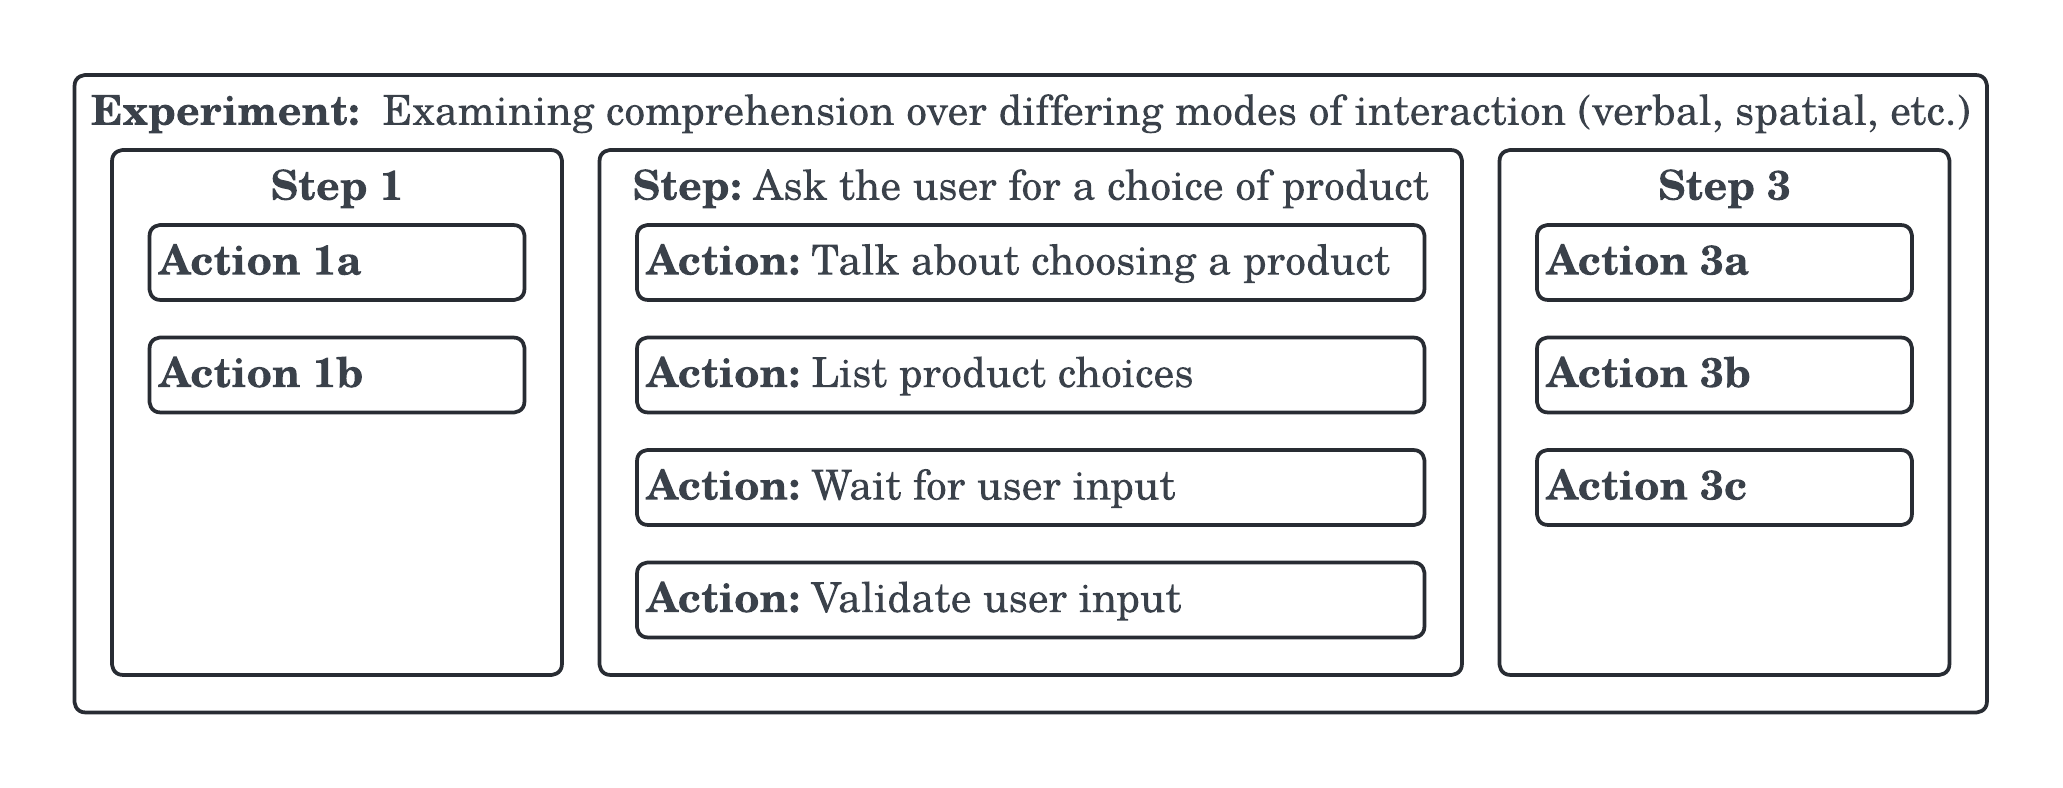 Experiment: Examining comprehension over differing modes of interaction (verbal, spatial, etc.)
Step 1
Action 1a
Action 1b
Step: Ask the user for a choice of product
Action: Talk about choosing a product
Action: List product choices
Action: Wait for user input
Action: Validate user input
Step 3
Action 3a
Action 3b
Action 3c